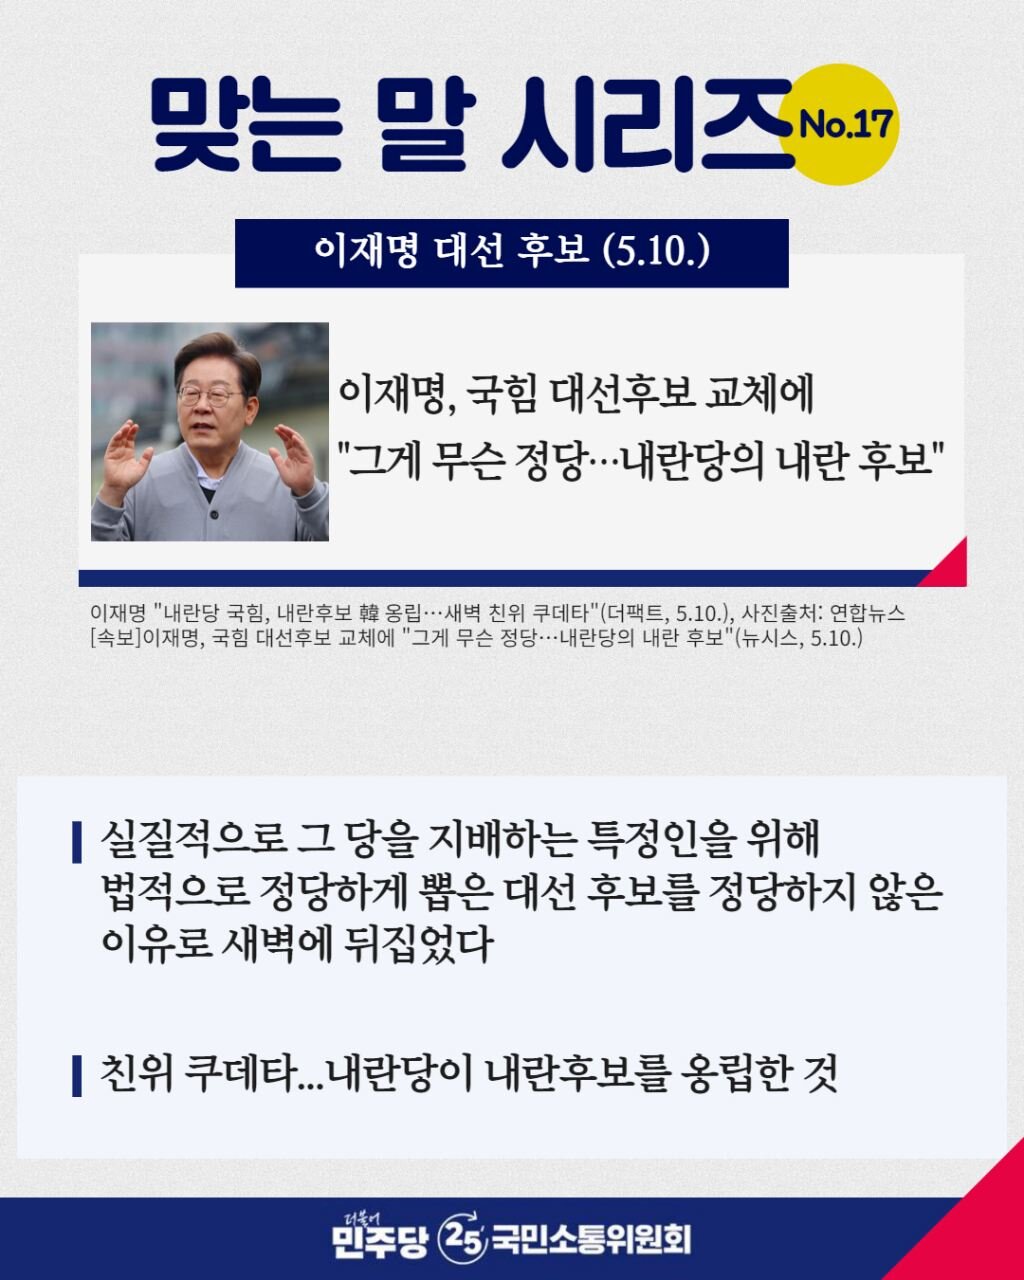 맞는 말 시리즈 No.17
이재명 대선 후보 (5.10.)
이재명, 국힘 대선후보 교체에
"그게 무슨 정당…내란당의 내란 후보"
이재명 "내란당 국힘, 내란후보 韓 옹립…새벽 친위 쿠데타"(더팩트, 5.10.), 사진출처: 연합뉴스
[속보]이재명, 국힘 대선후보 교체에 "그게 무슨 정당…내란당의 내란 후보"(뉴시스, 5.10.)
실질적으로 그 당을 지배하는 특정인을 위해
법적으로 정당하게 뽑은 대선 후보를 정당하지 않은
이유로 새벽에 뒤집었다
친위 쿠데타...내란당이 내란후보를 옹립한 것
더불어
민주당 25 국민소통위원회